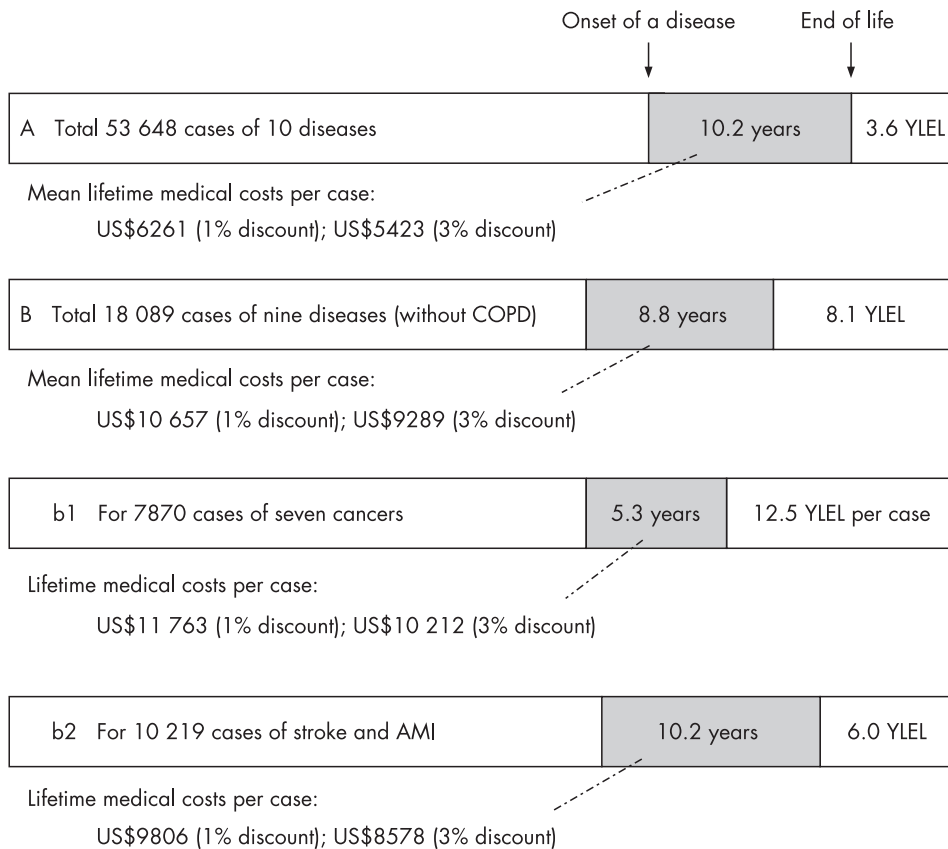 Onset of a disease End of life
A Total 53 648 cases of 10 diseases 10.2 years 3.6 YLEL
Mean lifetime medical costs per case:
US$6261 (1% discount); US$5423 (3% discount)
B Total 18 089 cases of nine diseases (without COPD) 8.8 years 8.1 YLEL
Mean lifetime medical costs per case:
US$10 657 (1% discount); US$9289 (3% discount)
b1 For 7870 cases of seven cancers 5.3 years 12.5 YLEL per case
Lifetime medical costs per case:
US$11 763 (1% discount); US$10 212 (3% discount)
b2 For 10 219 cases of stroke and AMI 10.2 years 6.0 YLEL
Lifetime medical costs per case:
US$9806 (1% discount); US$8578 (3% discount)